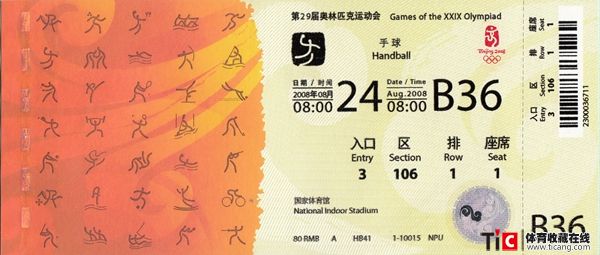 第29届奥林匹克运动会 Games of the XXIX Olympiad
手球
Handball
Beijing 2008
日期 / 时间 Date / Time
2008年08月 24 Aug.2008 B36
08:00 08:00
入口 区 排 座席
Entry Section Row Seat
3 106 1 1
国家体育馆
National Indoor Stadium
80 RMB A HB41 1-10015 NPU
座席 Seat 1
排 Row 1
区 Section 106
入口 Entry 3
2300036711
B36
TiC 体育收藏在线
www.ticang.com